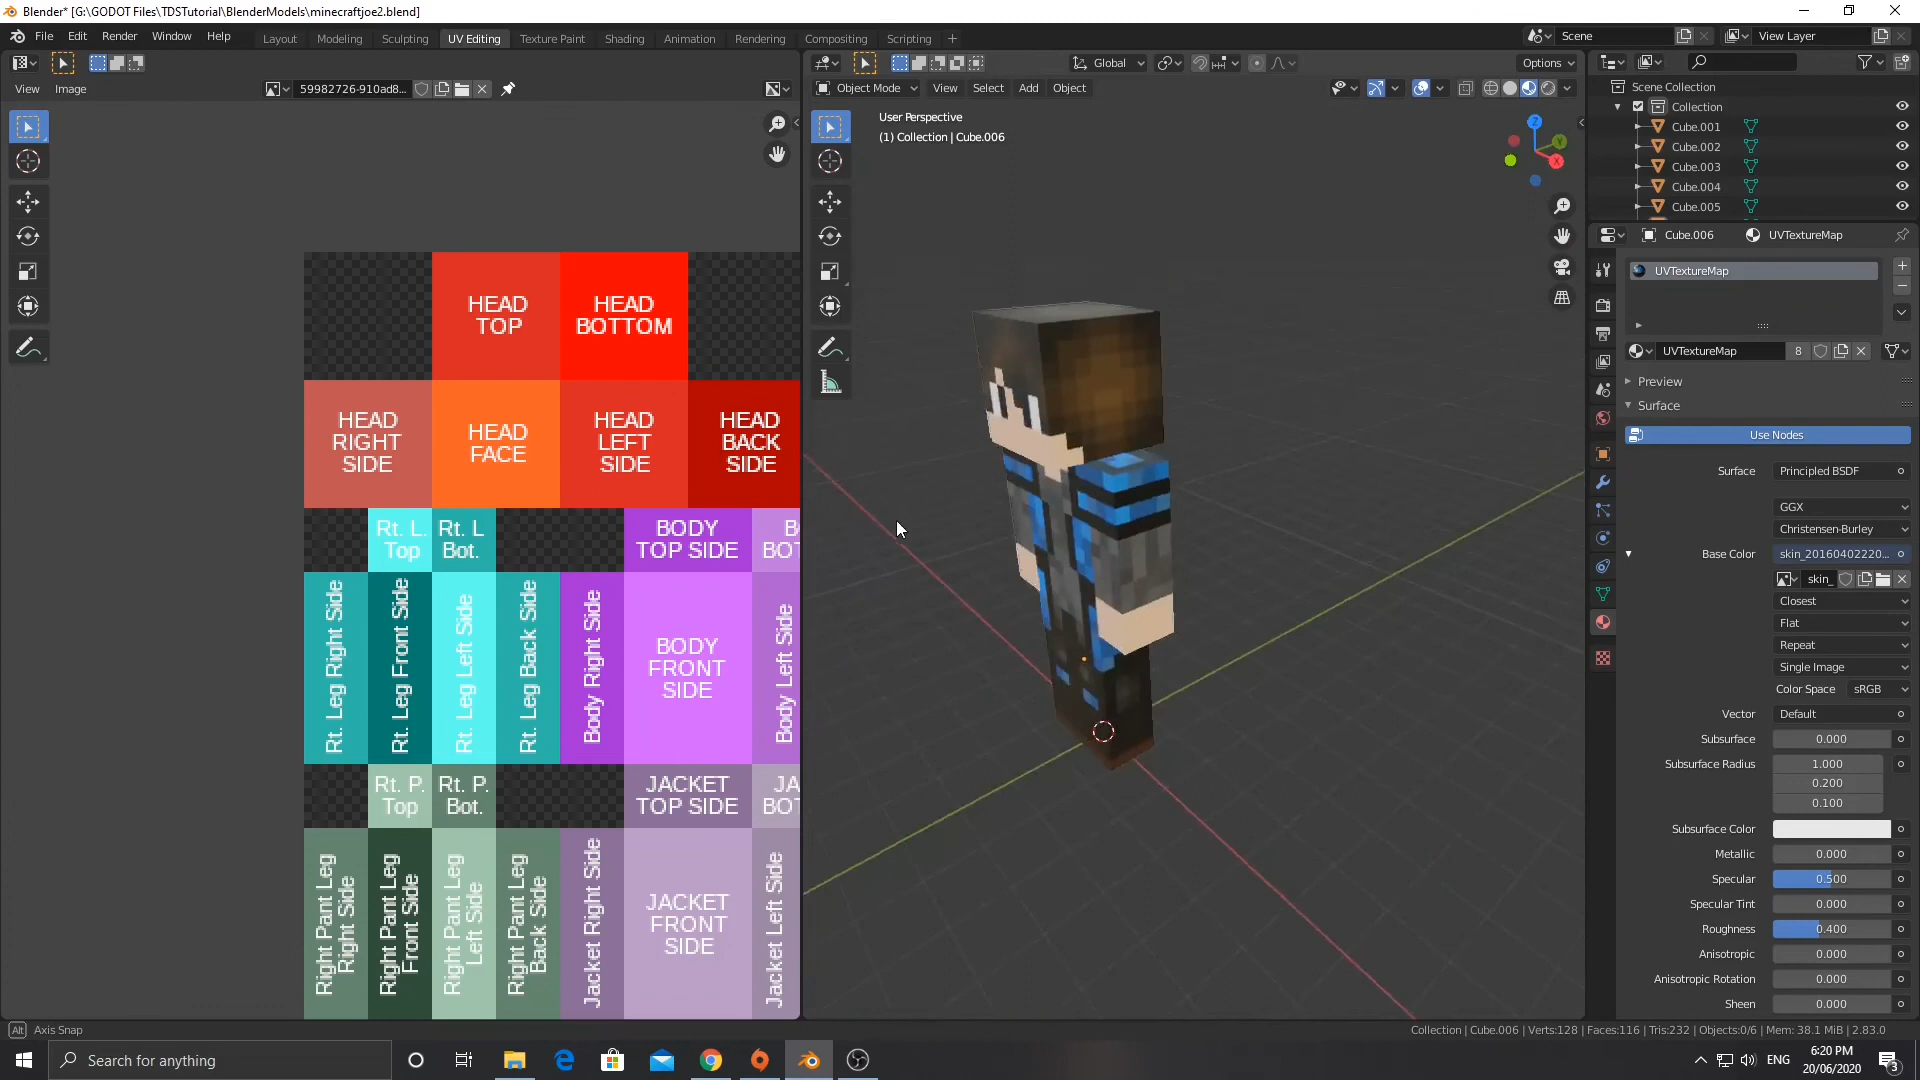 Blender* [G:\GODOT Files\TDSTutorial\BlenderModels\minecraftjoe2.blend]
File Edit Render Window Help
Layout Modeling Sculpting UV Editing Texture Paint Shading Animation Rendering Compositing Scripting
Scene
View Layer
Global
Options
View Image
59982726-910ad8...
Object Mode View Select Add Object
User Perspective
(1) Collection | Cube.006
Z
Y
X
Scene Collection
Collection
Cube.001
Cube.002
Cube.003
Cube.004
Cube.005
Cube.006 UVTextureMap
UVTextureMap
UVTextureMap 8
Preview
Surface
Use Nodes
Surface Principled BSDF
GGX
Christensen-Burley
Base Color skin_20160402220...
skin_
Closest
Flat
Repeat
Single Image
Color Space sRGB
Vector Default
Subsurface 0.000
Subsurface Radius 1.000
0.200
0.100
Subsurface Color
Metallic 0.000
Specular 0.500
Specular Tint 0.000
Roughness 0.400
Anisotropic 0.000
Anisotropic Rotation 0.000
Sheen 0.000
HEAD
TOP
HEAD
BOTTOM
HEAD
RIGHT
SIDE
HEAD
FACE
HEAD
LEFT
SIDE
HEAD
BACK
SIDE
Rt. L.
Top
Rt. L
Bot.
BODY
TOP SIDE
B
BOT
Rt. Leg Right Side
Rt. Leg Front Side
Rt. Leg Left Side
Rt. Leg Back Side
Body Right Side
BODY
FRONT
SIDE
Body Left Side
Rt. P.
Top
Rt. P.
Bot.
JACKET
TOP SIDE
JA
BOT
Right Pant Leg
Right Side
Right Pant Leg
Front Side
Right Pant Leg
Left Side
Right Pant Leg
Back Side
Jacket Right Side
JACKET
FRONT
SIDE
Jacket Left Side
Alt Axis Snap
Collection | Cube.006 | Verts:128 | Faces:116 | Tris:232 | Objects:0/6 | Mem: 38.1 MiB | 2.83.0
Search for anything
ENG
6:20 PM
20/06/2020
3